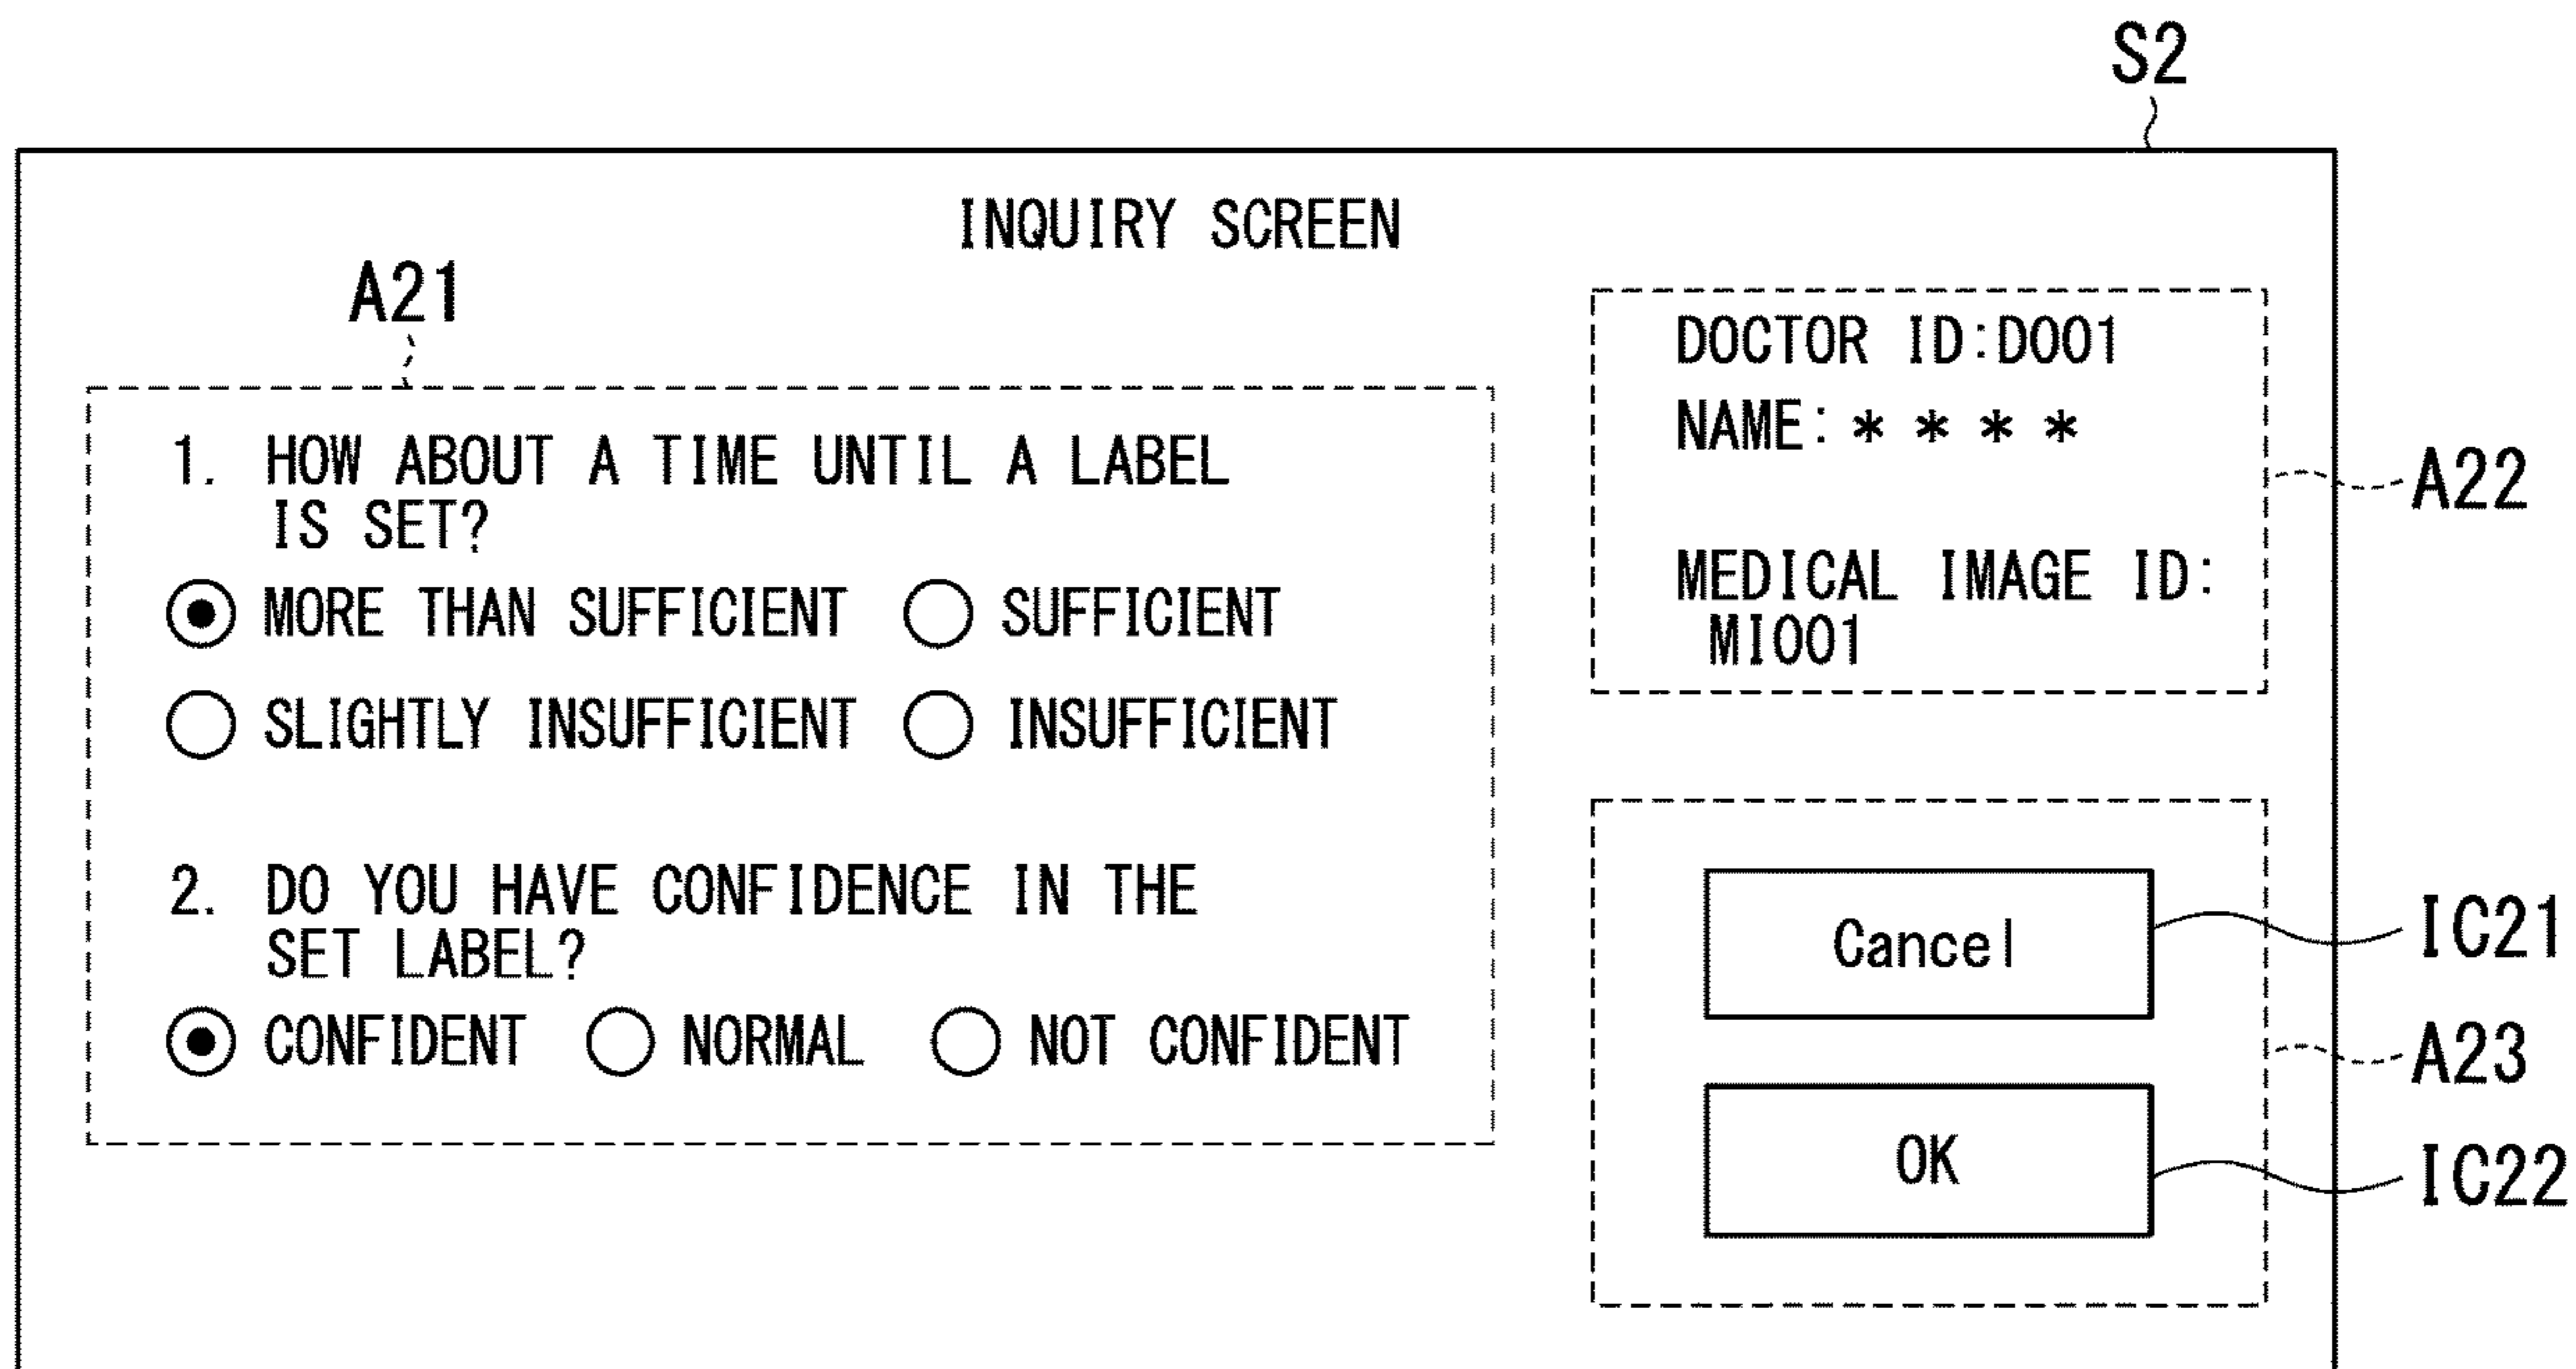 S2
INQUIRY SCREEN
A21
1. HOW ABOUT A TIME UNTIL A LABEL
IS SET?
MORE THAN SUFFICIENT SUFFICIENT
SLIGHTLY INSUFFICIENT INSUFFICIENT
2. DO YOU HAVE CONFIDENCE IN THE
SET LABEL?
CONFIDENT NORMAL NOT CONFIDENT
DOCTOR ID:D001
NAME:****
MEDICAL IMAGE ID:
MI001
A22
Cancel
IC21
A23
OK
IC22